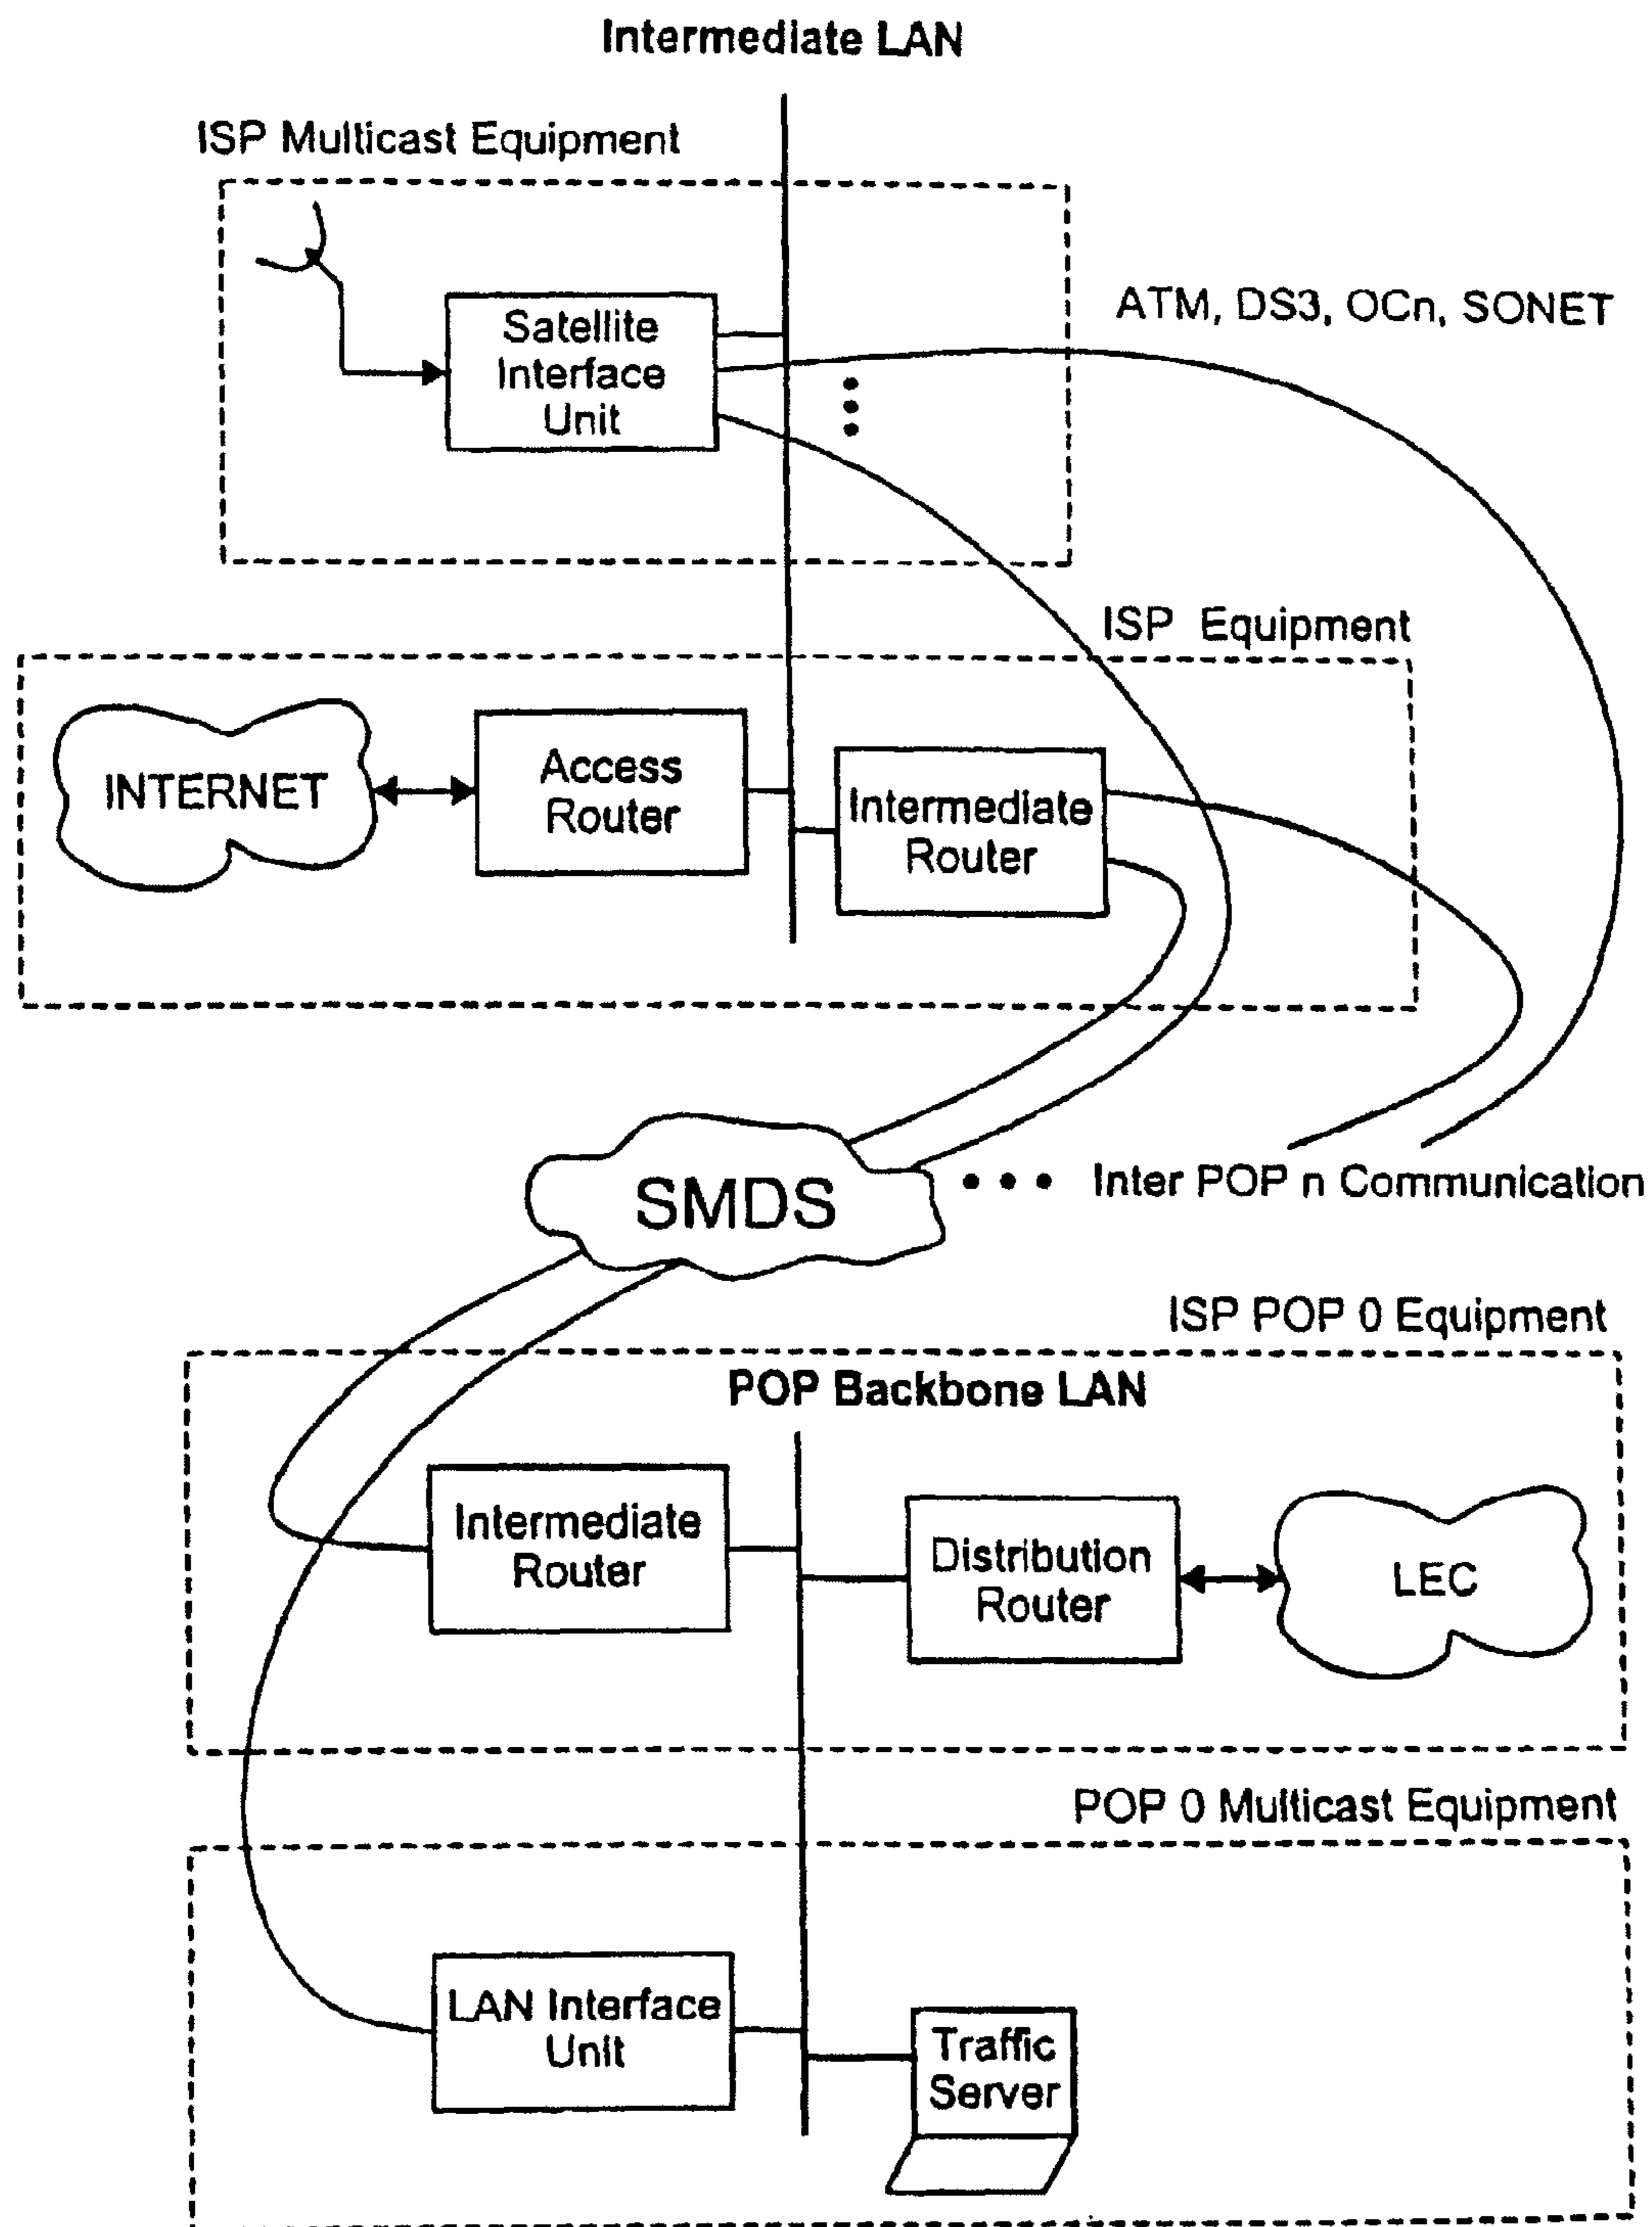 Intermediate LAN
ISP Multicast Equipment
Satellite
Interface
Unit
ATM, DS3, OCn, SONET
ISP Equipment
INTERNET
Access
Router
Intermediate
Router
SMDS
Inter POP n Communication
ISP POP 0 Equipment
POP Backbone LAN
Intermediate
Router
Distribution
Router
LEC
POP 0 Multicast Equipment
LAN Interface
Unit
Traffic
Server